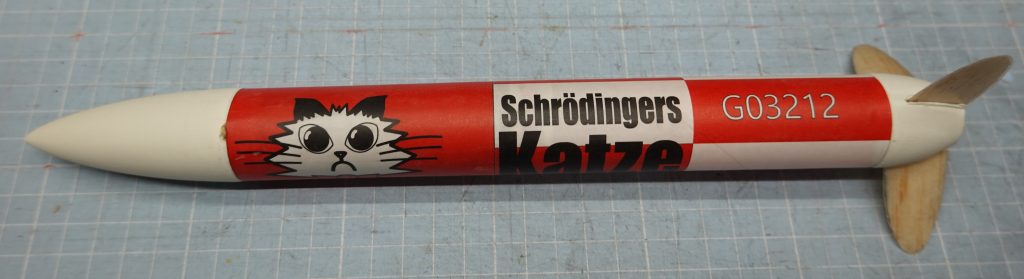 Schrödingers
Katze
G03212